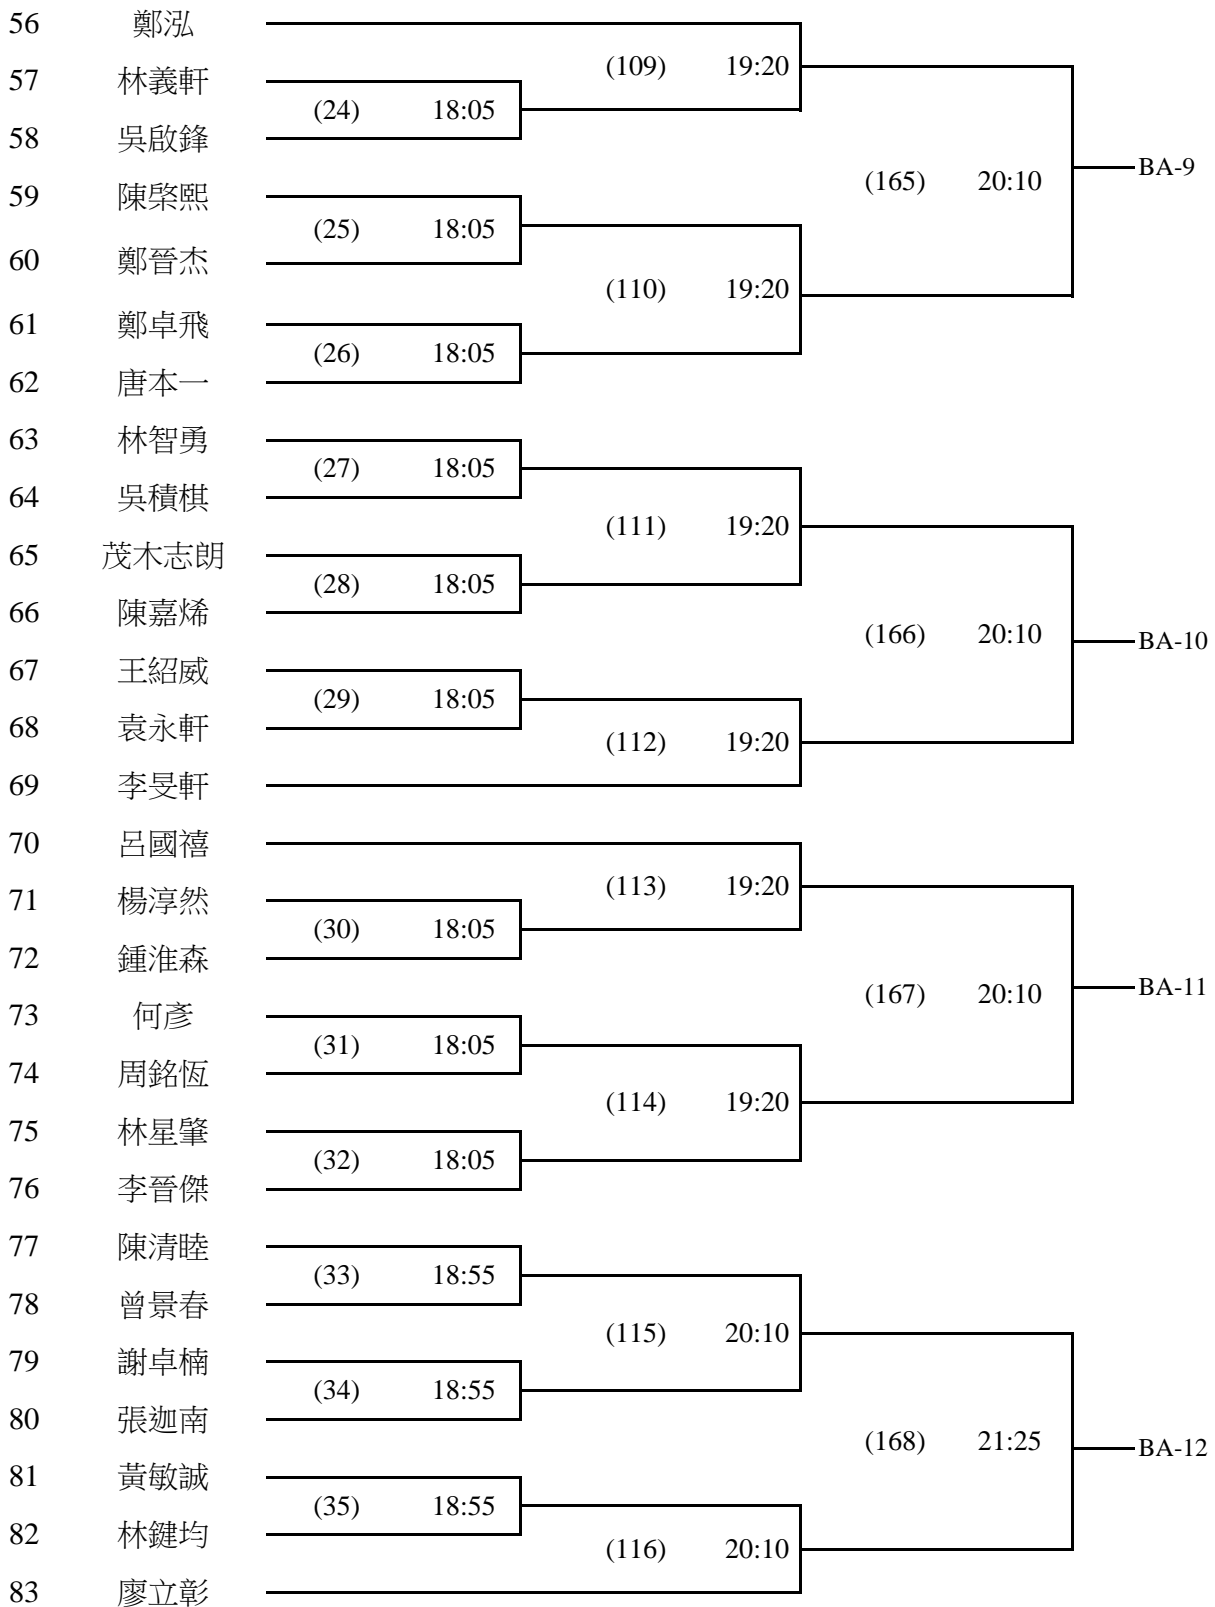 56 鄭泓
(109) 19:20
57 林義軒
(24) 18:05
58 吳啟鋒
(165) 20:10 BA-9
59 陳棨熙
(25) 18:05
60 鄭晉杰
(110) 19:20
61 鄭卓飛
(26) 18:05
62 唐本一
63 林智勇
(27) 18:05
64 吳積棋
(111) 19:20
65 茂木志朗
(28) 18:05
66 陳嘉烯
(166) 20:10 BA-10
67 王紹威
(29) 18:05
68 袁永軒
(112) 19:20
69 李旻軒
70 呂國禧
(113) 19:20
71 楊淳然
(30) 18:05
72 鍾淮森
(167) 20:10 BA-11
73 何彥
(31) 18:05
74 周銘恆
(114) 19:20
75 林星肇
(32) 18:05
76 李晉傑
77 陳清睦
(33) 18:55
78 曾景春
(115) 20:10
79 謝卓楠
(34) 18:55
80 張迦南
(168) 21:25 BA-12
81 黃敏誠
(35) 18:55
82 林鍵均
(116) 20:10
83 廖立彰